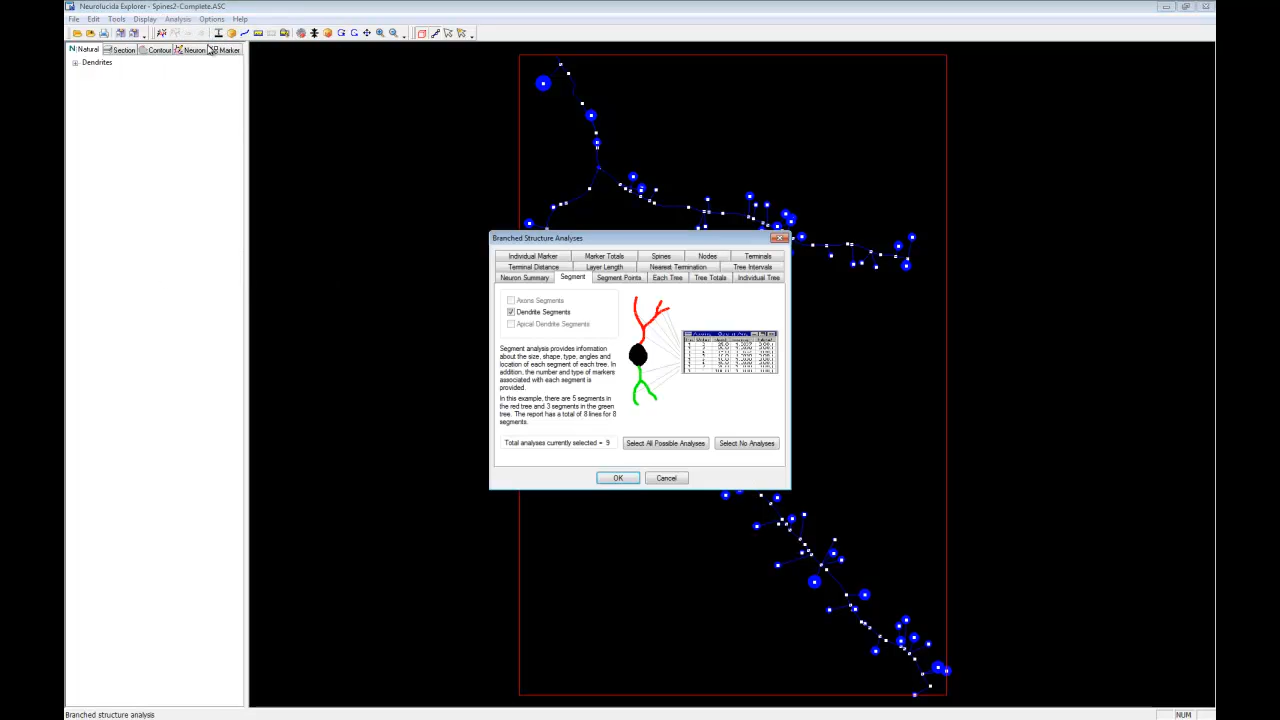 Neurolucida Explorer - Spines2-Complete.ASC
File Edit Tools Display Analysis Options Help
Natural Section Contour Neuron Marker
Dendrites
Branched Structure Analyses
Individual Marker Marker Totals Spines Nodes Terminals
Terminal Distance Layer Length Nearest Termination Tree Intervals
Neuron Summary Segment Segment Points Each Tree Tree Totals Individual Tree
Axons Segments
Dendrite Segments
Apical Dendrite Segments
Segment analysis provides information
about the size, shape, type, angles and
location of each segment of each tree. In
addition, the number and type of markers
associated with each segment is
provided.
In this example, there are 5 segments in
the red tree and 3 segments in the green
tree. The report has a total of 8 lines for 8
segments.
Total analyses currently selected = 9
Select All Possible Analyses
Select No Analyses
OK
Cancel
Branched structure analysis
NUM